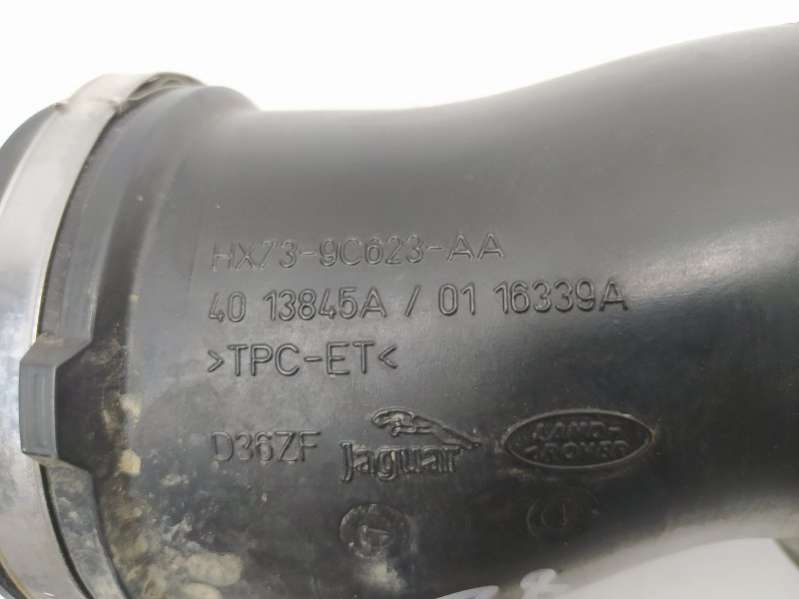 HX73-9C623-AA
40 13845A / 01 16339A
>TPC-ET<
D36ZF JAGUAR LAND-ROVER